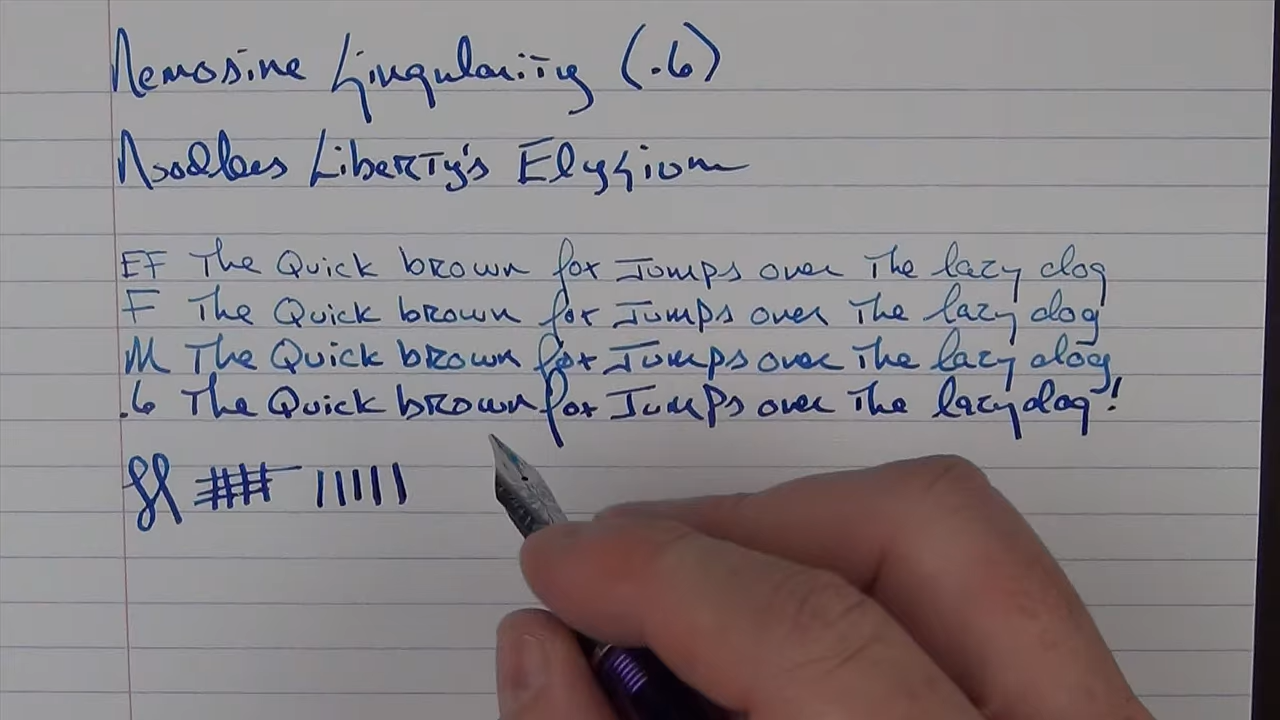 Nemosine Singularity (.6)
Noodlers Liberty's Elysium
EF The Quick brown fox Jumps over The lazy dog
F The Quick brown fox Jumps over The lazy dog
M The Quick brown fox Jumps over The lazy dog
.6 The Quick brown fox Jumps over The lazy dog!